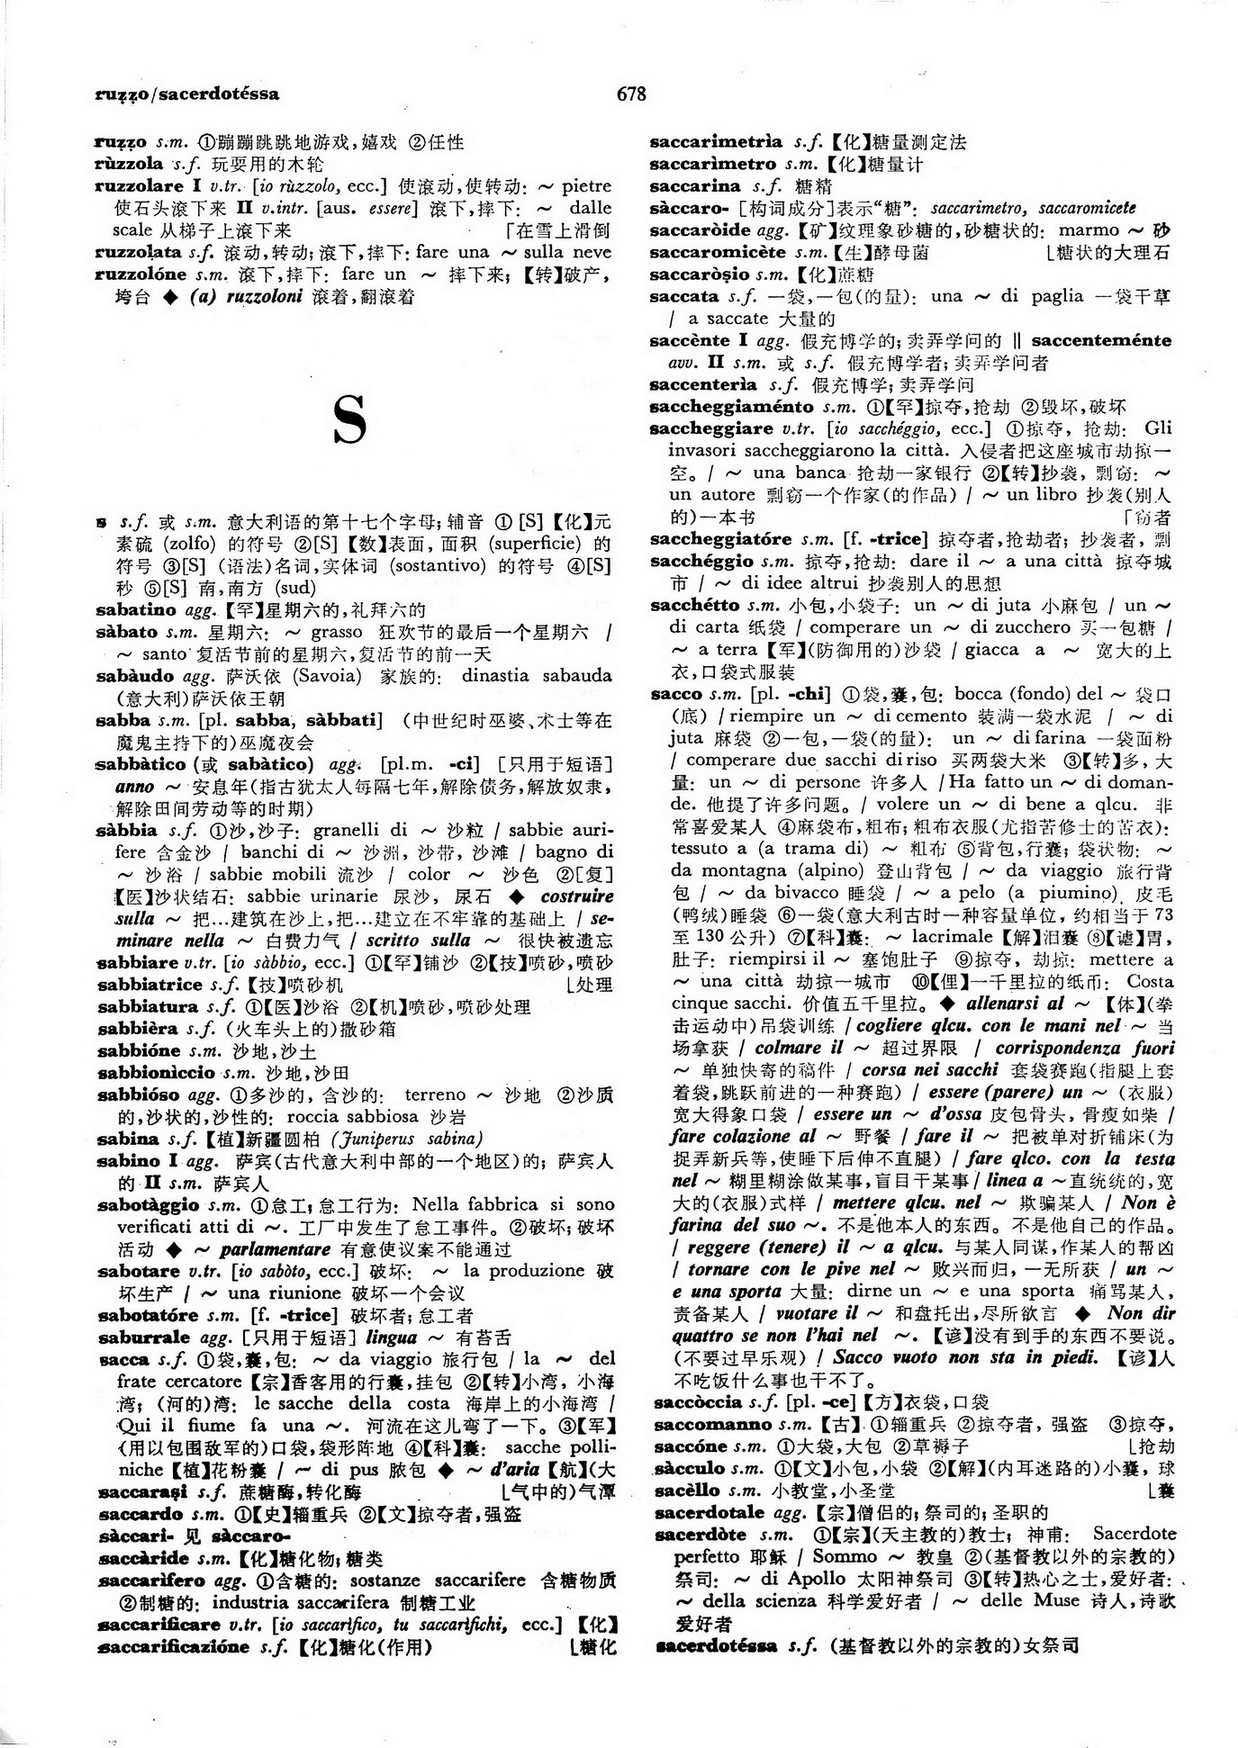 ruẓẓo/sacerdotéssa
678
ruẓẓo s.m. ①蹦蹦跳跳地游戏,嬉戏 ②任性
rùzzola s.f. 玩耍用的木轮
ruzzolare I v.tr. [io rùzzolo, ecc.] 使滚动,使转动: ～ pietre
使石头滚下来 II v.intr. [aus. essere] 滚下,摔下: ～ dalle
scale 从梯子上滚下来 「在雪上滑倒
ruzzolata s.f. 滚动,转动;滚下,摔下: fare una ～ sulla neve
ruzzolóne s.m. 滚下,摔下: fare un ～ 摔下来; 【转】破产,
垮台 ◆ (a) ruzzoloni 滚着,翻滚着
S
s s.f. 或 s.m. 意大利语的第十七个字母;辅音 ① [S] 【化】元
素硫 (zolfo) 的符号 ②[S] 【数】表面, 面积 (superficie) 的
符号 ③[S] (语法)名词,实体词 (sostantivo) 的符号 ④[S]
秒 ⑤[S] 南,南方 (sud)
sabatino agg. 【罕】星期六的,礼拜六的
sàbato s.m. 星期六: ～ grasso 狂欢节的最后一个星期六 /
～ santo 复活节前的星期六,复活节的前一天
sabàudo agg. 萨沃依 (Savoia) 家族的: dinastia sabauda
(意大利)萨沃依王朝
sabba s.m. [pl. sabba, sàbbati] (中世纪时巫婆、术士等在
魔鬼主持下的)巫魔夜会
sabbàtico (或 sabàtico) agg. [pl.m. -ci] [只用于短语]
anno ～ 安息年(指古犹太人每隔七年,解除债务,解放奴隶,
解除田间劳动等的时期)
sàbbia s.f. ①沙,沙子: granelli di ～ 沙粒 / sabbie auri-
fere 含金沙 / banchi di ～ 沙洲, 沙带, 沙滩 / bagno di
～ 沙浴 / sabbie mobili 流沙 / color ～ 沙色 ②[复]
【医】沙状结石: sabbie urinarie 尿沙, 尿石 ◆ costruire
sulla ～ 把…建筑在沙上,把…建立在不牢靠的基础上 / se-
minare nella ～ 白费力气 / scritto sulla ～ 很快被遗忘
sabbiare v.tr. [io sàbbio, ecc.] ①【罕】铺沙 ②【技】喷砂,喷砂
sabbiatrice s.f. 【技】喷砂机 ⌊处理
sabbiatura s.f. ①【医】沙浴 ②【机】喷砂,喷砂处理
sabbièra s.f. (火车头上的)撒砂箱
sabbióne s.m. 沙地,沙土
sabbionìccio s.m. 沙地,沙田
sabbióso agg. ①多沙的, 含沙的: terreno ～ 沙地 ②沙质
的,沙状的,沙性的: roccia sabbiosa 沙岩
sabina s.f. 【植】新疆圆柏 (Juniperus sabina)
sabino I agg. 萨宾(古代意大利中部的一个地区)的; 萨宾人
的 II s.m. 萨宾人
sabotàggio s.m. ①怠工; 怠工行为: Nella fabbrica si sono
verificati atti di ～. 工厂中发生了怠工事件。 ②破坏;破坏
活动 ◆ ～ parlamentare 有意使议案不能通过
sabotare v.tr. [io sabòto, ecc.] 破坏: ～ la produzione 破
坏生产 / ～ una riunione 破坏一个会议
sabotatóre s.m. [f. -trice] 破坏者;怠工者
saburrale agg. [只用于短语] lingua ～ 有苔舌
sacca s.f. ①袋,囊,包: ～ da viaggio 旅行包 / la ～ del
frate cercatore 【宗】香客用的行囊,挂包 ②【转】小湾, 小海
湾; (河的)湾: le sacche della costa 海岸上的小海湾 /
Qui il fiume fa una ～. 河流在这儿弯了一下。③【军】
(用以包围敌军的)口袋,袋形阵地 ④【科】囊: sacche polli-
niche 【植】花粉囊 / ～ di pus 脓包 ◆ ～ d'aria 【航】(大
saccaraṣi s.f. 蔗糖酶,转化酶 ⌊气中的)气潭
saccardo s.m. ①【史】辎重兵 ②【文】掠夺者,强盗
sàccari- 见 sàccaro-
saccàride s.m. 【化】糖化物;糖类
saccarìfero agg. ①含糖的: sostanze saccarifere 含糖物质
②制糖的: industria saccarifera 制糖工业
saccarificare v.tr. [io saccarìfico, tu saccarìfichi, ecc.] 【化】
saccarificazióne s.f. 【化】糖化(作用) ⌊糖化
saccarimetrìa s.f. 【化】糖量测定法
saccarìmetro s.m. 【化】糖量计
saccarina s.f. 糖精
sàccaro- [构词成分]表示“糖”: saccarimetro, saccaromicete
saccaròide agg. 【矿】纹理象砂糖的,砂糖状的: marmo ～ 砂
saccaromicète s.m. 【生】酵母菌 ⌊糖状的大理石
saccaròṣio s.m. 【化】蔗糖
saccata s.f. 一袋,一包(的量): una ～ di paglia 一袋干草
/ a saccate 大量的
saccènte I agg. 假充博学的;卖弄学问的 ‖ saccenteménte
avv. II s.m. 或 s.f. 假充博学者;卖弄学问者
saccenterìa s.f. 假充博学;卖弄学问
saccheggiaménto s.m. ①【罕】掠夺,抢劫 ②毁坏,破坏
saccheggiare v.tr. [io sacchéggio, ecc.] ①掠夺, 抢劫: Gli
invasori saccheggiarono la città. 入侵者把这座城市劫掠一
空。/ ～ una banca 抢劫一家银行 ②【转】抄袭, 剽窃: ～
un autore 剽窃一个作家(的作品) / ～ un libro 抄袭(别人
的)一本书 「窃者
saccheggiatóre s.m. [f. -trice] 掠夺者,抢劫者; 抄袭者, 剽
sacchéggio s.m. 掠夺,抢劫: dare il ～ a una città 掠夺城
市 / ～ di idee altrui 抄袭别人的思想
sacchétto s.m. 小包,小袋子: un ～ di juta 小麻包 / un ～
di carta 纸袋 / comperare un ～ di zucchero 买一包糖 /
～ a terra 【军】(防御用的)沙袋 / giacca a ～ 宽大的上
衣,口袋式服装
sacco s.m. [pl. -chi] ①袋,囊,包: bocca (fondo) del ～ 袋口
(底) / riempire un ～ di cemento 装满一袋水泥 / ～ di
juta 麻袋 ②一包,一袋(的量): un ～ di farina 一袋面粉
/ comperare due sacchi di riso 买两袋大米 ③【转】多, 大
量: un ～ di persone 许多人 / Ha fatto un ～ di doman-
de. 他提了许多问题。/ volere un ～ di bene a qlcu. 非
常喜爱某人 ④麻袋布,粗布;粗布衣服(尤指苦修士的苦衣):
tessuto a (a trama di) ～ 粗布 ⑤背包,行囊; 袋状物: ～
da montagna (alpino) 登山背包 / ～ da viaggio 旅行背
包 / ～ da bivacco 睡袋 / ～ a pelo (a piumino) 皮毛
(鸭绒)睡袋 ⑥一袋(意大利古时一种容量单位, 约相当于 73
至 130 公升) ⑦【科】囊: ～ lacrimale 【解】泪囊 ⑧【谑】胃,
肚子: riempirsi il ～ 塞饱肚子 ⑨掠夺, 劫掠: mettere a
～ una città 劫掠一城市 ⑩【俚】一千里拉的纸币: Costa
cinque sacchi. 价值五千里拉。◆ allenarsi al ～ 【体】(拳
击运动中)吊袋训练 / cogliere qlcu. con le mani nel ～ 当
场拿获 / colmare il ～ 超过界限 / corrispondenza fuori
～ 单独快寄的稿件 / corsa nei sacchi 套袋赛跑(指腿上套
着袋,跳跃前进的一种赛跑) / essere (parere) un ～ (衣服)
宽大得象口袋 / essere un ～ d'ossa 皮包骨头, 骨瘦如柴 /
fare colazione al ～ 野餐 / fare il ～ 把被单对折铺床(为
捉弄新兵等,使睡下后伸不直腿) / fare qlco. con la testa
nel ～ 糊里糊涂做某事,盲目干某事 / linea a ～ 直统统的,宽
大的(衣服)式样 / mettere qlcu. nel ～ 欺骗某人 / Non è
farina del suo ～. 不是他本人的东西。不是他自己的作品。
/ reggere (tenere) il ～ a qlcu. 与某人同谋,作某人的帮凶
/ tornare con le pive nel ～ 败兴而归, 一无所获 / un ～
e una sporta 大量: dirne un ～ e una sporta 痛骂某人,
责备某人 / vuotare il ～ 和盘托出,尽所欲言 ◆ Non dir
quattro se non l'hai nel ～. 【谚】没有到手的东西不要说。
(不要过早乐观) / Sacco vuoto non sta in piedi. 【谚】人
不吃饭什么事也干不了。
saccòccia s.f. [pl. -ce] 【方】衣袋,口袋
saccomanno s.m. 【古】 ①辎重兵 ②掠夺者, 强盗 ③掠夺,
saccóne s.m. ①大袋,大包 ②草褥子 ⌊抢劫
sàcculo s.m. ①【文】小包,小袋 ②【解】(内耳迷路的)小囊, 球
sacèllo s.m. 小教堂,小圣堂 ⌊囊
sacerdotale agg. 【宗】僧侣的;祭司的;圣职的
sacerdòte s.m. ①【宗】(天主教的)教士; 神甫: Sacerdote
perfetto 耶稣 / Sommo ～ 教皇 ②(基督教以外的宗教的)
祭司: ～ di Apollo 太阳神祭司 ③【转】热心之士,爱好者:
～ della scienza 科学爱好者 / ～ delle Muse 诗人,诗歌
爱好者
sacerdotéssa s.f. (基督教以外的宗教的)女祭司